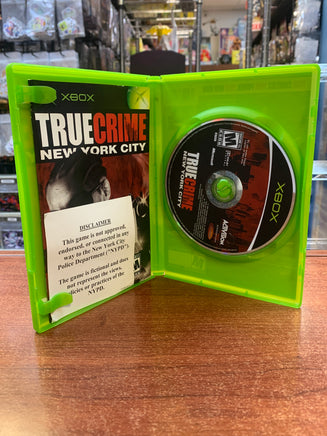 XBOX
TRUE CRIME
NEW YORK CITY
DISCLAIMER
This game is not approved,
endorsed, or connected in any
way to the New York City
Police Department ("NYPD").
The game is fictional and does
not represent the views,
policies or practices of the
NYPD.
M
TRUE CRIME
NEW YORK CITY
ACTIVISION
XBOX